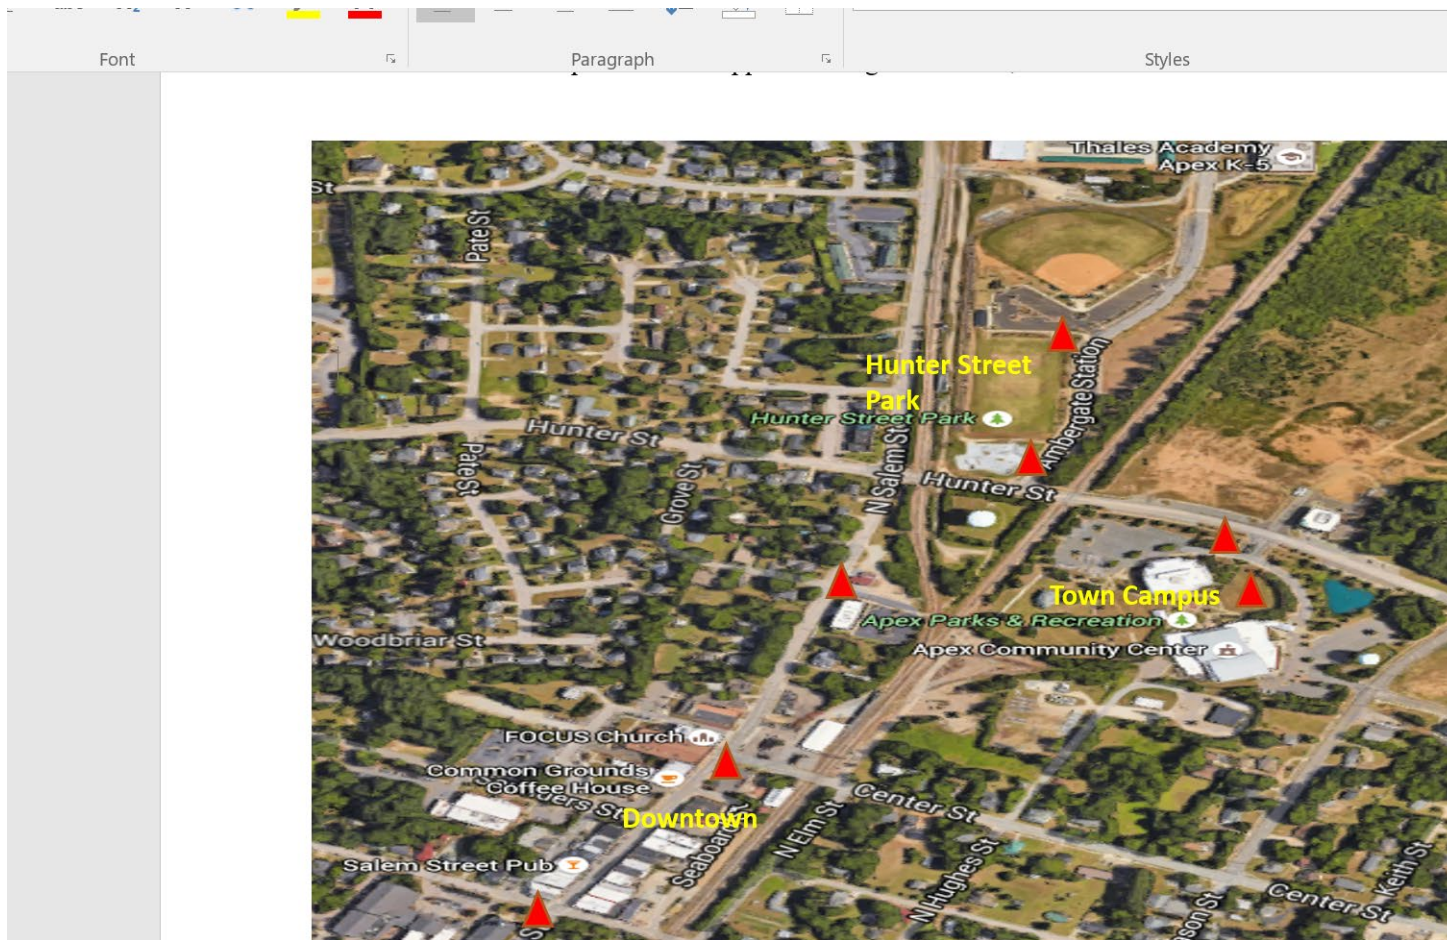 Font
Paragraph
Styles
Thales Academy
Apex K-5
St
Pate St
Hunter Street
Park
Hunter Street Park
Ambergate Station
Hunter St
Pate St
Grove St
N Salem St
Hunter St
Town Campus
Apex Parks & Recreation
Woodbriar St
Apex Community Center
FOCUS Church
Common Grounds
Coffee House
Center St
Downtown
N Elm St
Salem Street Pub
N Hughes St
Center St
Keith St